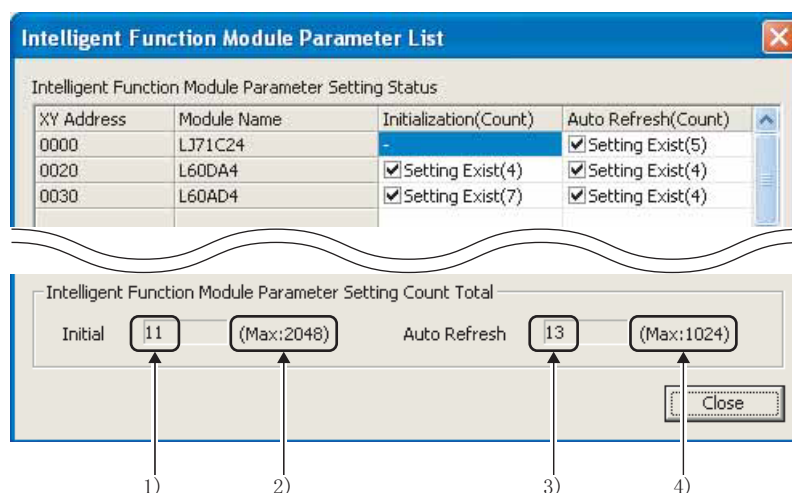 Intelligent Function Module Parameter List
Intelligent Function Module Parameter Setting Status
XY Address Module Name Initialization(Count) Auto Refresh(Count)
0000 LJ71C24 - Setting Exist(5)
0020 L60DA4 Setting Exist(4) Setting Exist(4)
0030 L60AD4 Setting Exist(7) Setting Exist(4)
Intelligent Function Module Parameter Setting Count Total
Initial 11 (Max:2048) Auto Refresh 13 (Max:1024)
Close
1) 2) 3) 4)